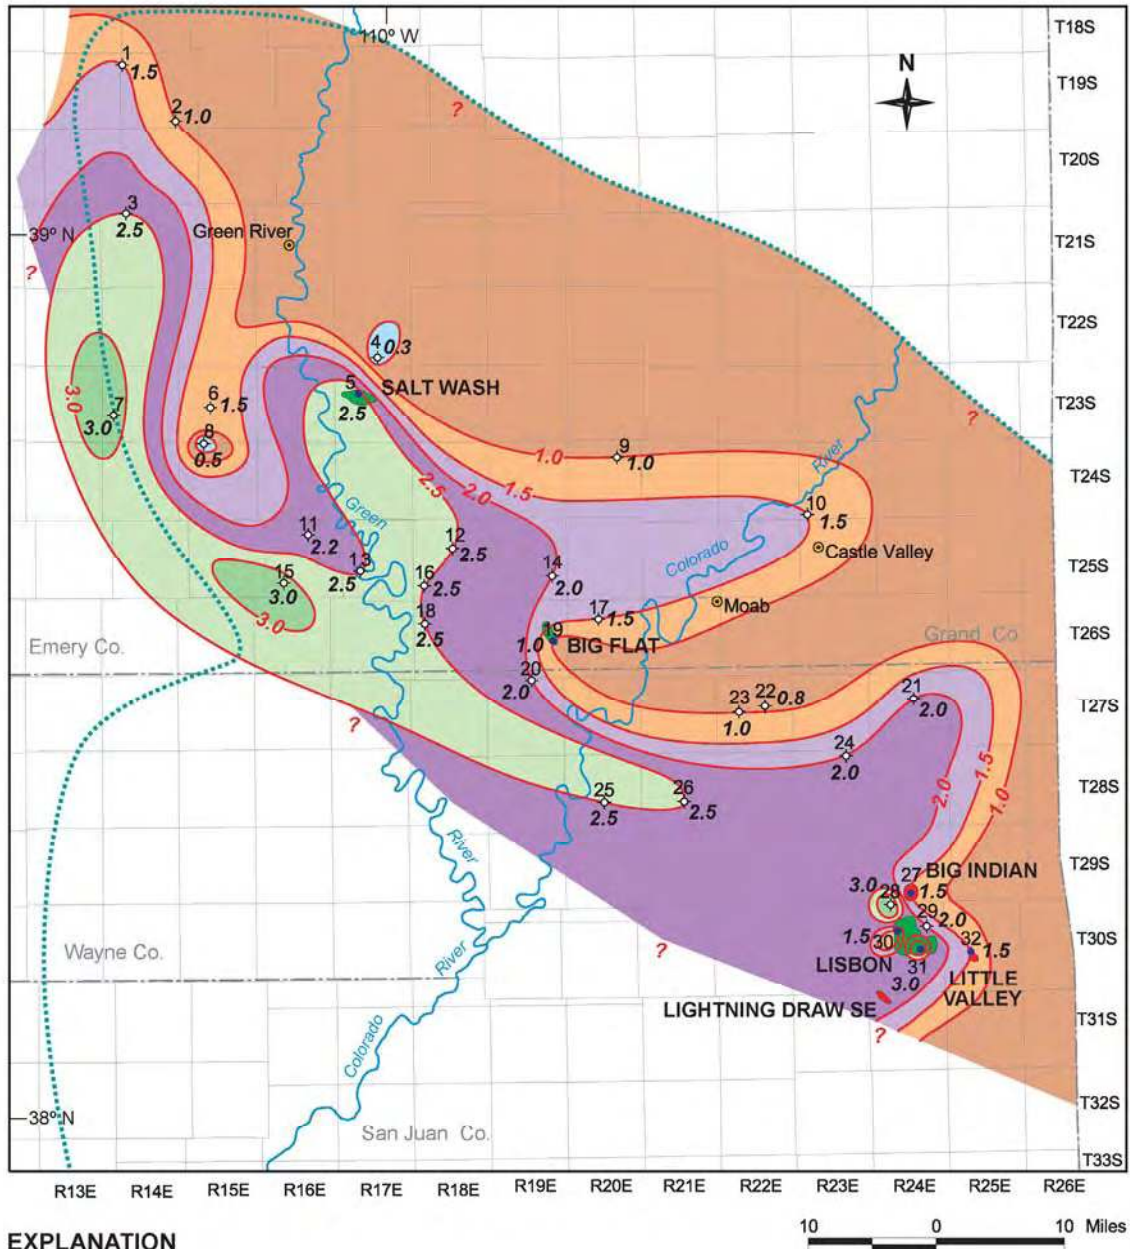 T18S
110° W
1
1.5
N
T19S
2
1.0
?
T20S
3
2.5
39° N
Green River
T21S
?
T22S
4
0.3
5
SALT WASH
2.5
3.0
6
1.5
T23S
?
7
3.0
8
0.5
9
1.0
1.0
River
T24S
2.5
2.0
1.5
Green
10
1.5
11
2.2
12
2.5
Colorado
Castle Valley
13
2.5
14
2.0
T25S
15
3.0
16
2.5
17
1.5
Moab
3.0
18
2.5
19
1.0
BIG FLAT
Grand Co
T26S
Emery Co.
20
2.0
21
2.0
?
23
22
0.8
1.0
T27S
24
2.0
1.5
2.0
1.0
25
2.5
26
2.5
T28S
River
27
BIG INDIAN
T29S
3.0
28
1.5
29
2.0
Wayne Co.
River
?
1.5
30
32
1.5
T30S
LISBON
31
3.0
LITTLE
VALLEY
LIGHTNING DRAW SE
T31S
?
Colorado
38° N
T32S
San Juan Co.
T33S
R13E R14E R15E R16E R17E R18E R19E R20E R21E R22E R23E R24E R25E R26E
EXPLANATION
10 0 10 Miles